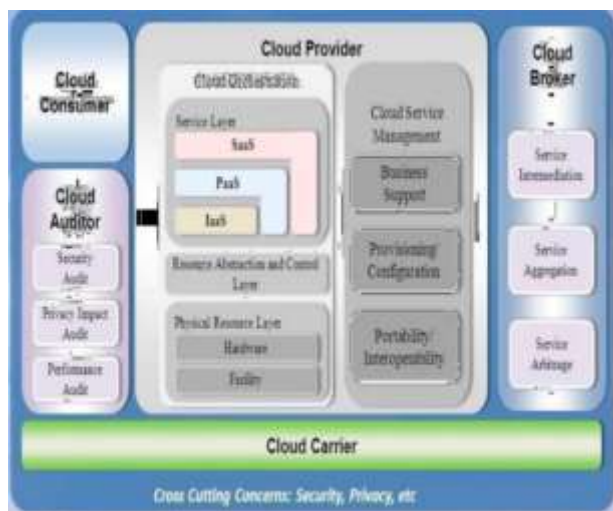 Cloud
Consumer
Cloud
Auditor
Security
Audit
Privacy Impact
Audit
Performance
Audit
Cloud Provider
Cloud
Service Layer
SaaS
PaaS
IaaS
Resource Abstraction and Control
Layer
Physical Resource Layer
Hardware
Facility
Cloud Service
Management
Business
Support
Provisioning/
Configuration
Portability/
Interoperability
Cloud
Broker
Service
Intermediation
Service
Aggregation
Service
Arbitrage
Cloud Carrier
Cross Cutting Concerns: Security, Privacy, etc